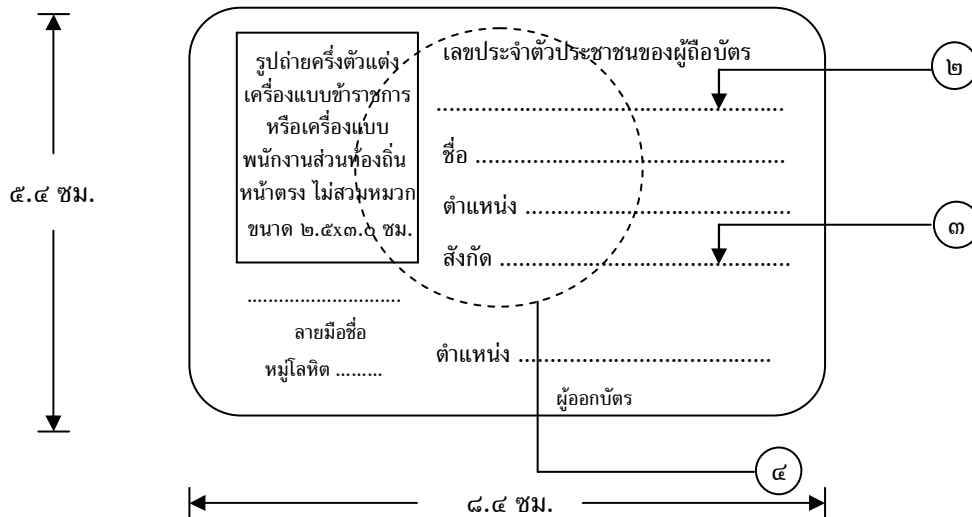 รูปถ่ายครึ่งตัวแต่ง
เครื่องแบบข้าราชการ
หรือเครื่องแบบ
พนักงานส่วนท้องถิ่น
หน้าตรง ไม่สวมหมวก
ขนาด ๒.๕x๓.๐ ซม.
เลขประจำตัวประชาชนของผู้ถือบัตร
....................................................
ชื่อ ..............................................
ตำแหน่ง .......................................
สังกัด ...........................................
.............................
ลายมือชื่อ
หมู่โลหิต .........
ตำแหน่ง ......................................
ผู้ออกบัตร
๒
๓
๔
๕.๔ ซม.
๘.๔ ซม.